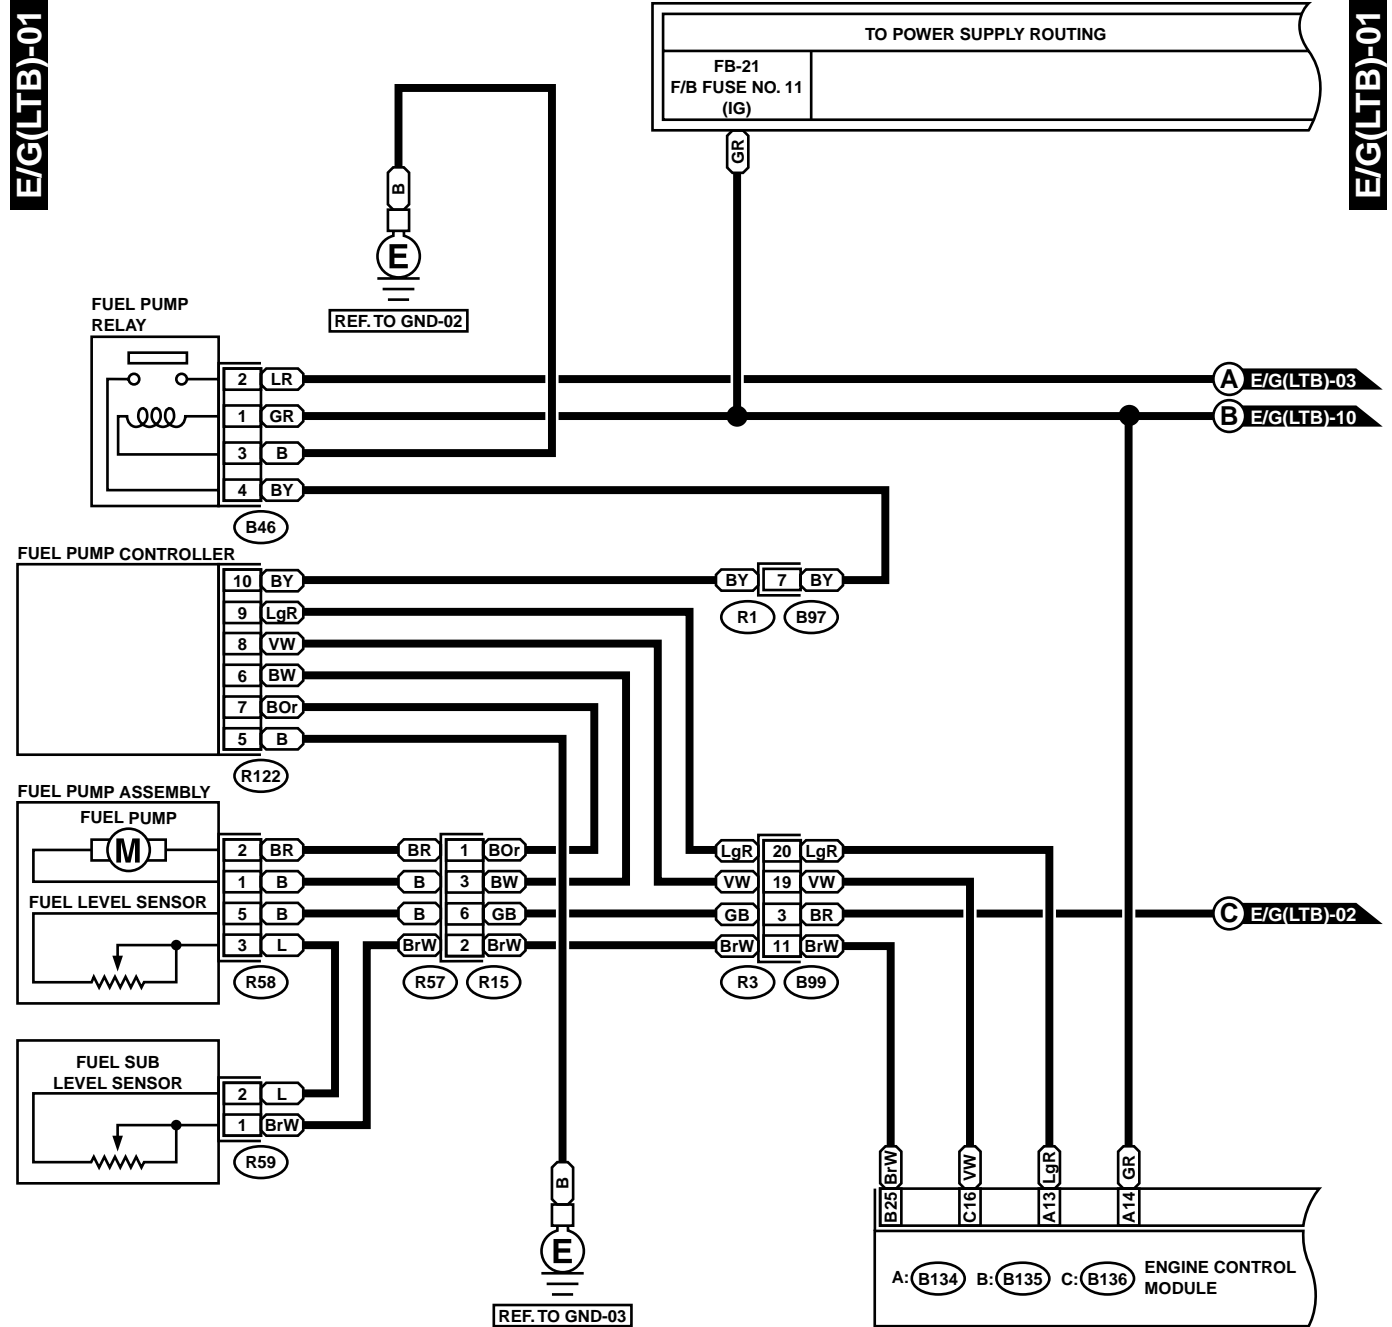 E/G(LTB)-01
E/G(LTB)-01
TO POWER SUPPLY ROUTING
FB-21
F/B FUSE NO. 11
(IG)
GR
B
E
REF. TO GND-02
FUEL PUMP
RELAY
2 LR
A E/G(LTB)-03
1 GR
B E/G(LTB)-10
3 B
4 BY
B46
FUEL PUMP CONTROLLER
10 BY
BY 7 BY
9 LgR
R1 B97
8 VW
6 BW
7 BOr
5 B
R122
FUEL PUMP ASSEMBLY
FUEL PUMP
M
2 BR
BR 1 BOr
LgR 20 LgR
1 B
B 3 BW
VW 19 VW
FUEL LEVEL SENSOR
5 B
B 6 GB
GB 3 BR
C E/G(LTB)-02
3 L
BrW 2 BrW
BrW 11 BrW
R58
R57 R15
R3 B99
FUEL SUB
LEVEL SENSOR
2 L
1 BrW
R59
B
E
REF. TO GND-03
BrW VW LgR GR
B25 C16 A13 A14
A: B134 B: B135 C: B136
ENGINE CONTROL
MODULE